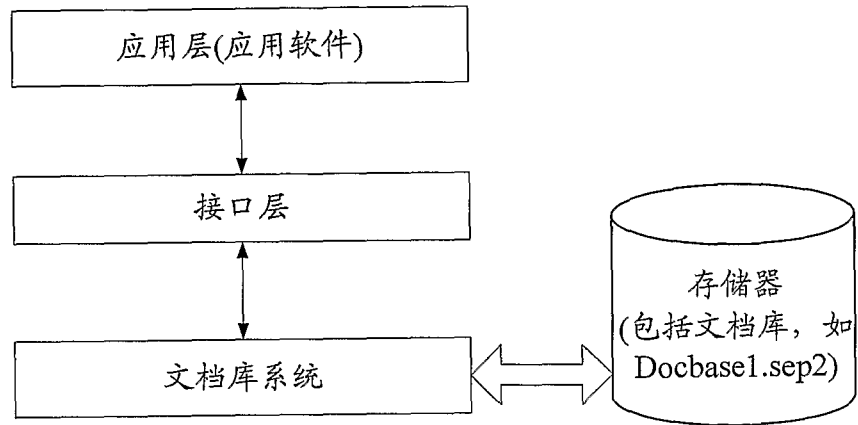 应用层(应用软件)
接口层
文档库系统
存储器
(包括文档库，如
Docbase1.sep2)